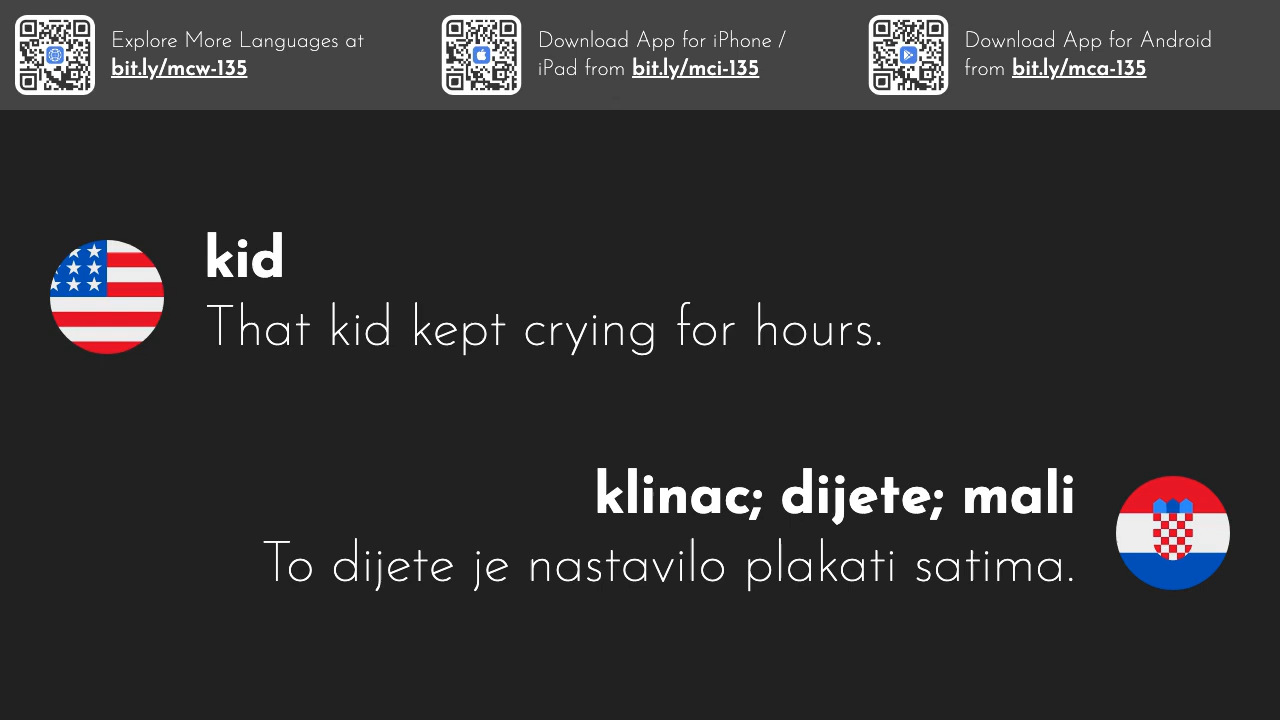 Explore More Languages at
bit.ly/mcw-135
Download App for iPhone /
iPad from bit.ly/mci-135
Download App for Android
from bit.ly/mca-135
kid
That kid kept crying for hours.
klinac; dijete; mali
To dijete je nastavilo plakati satima.